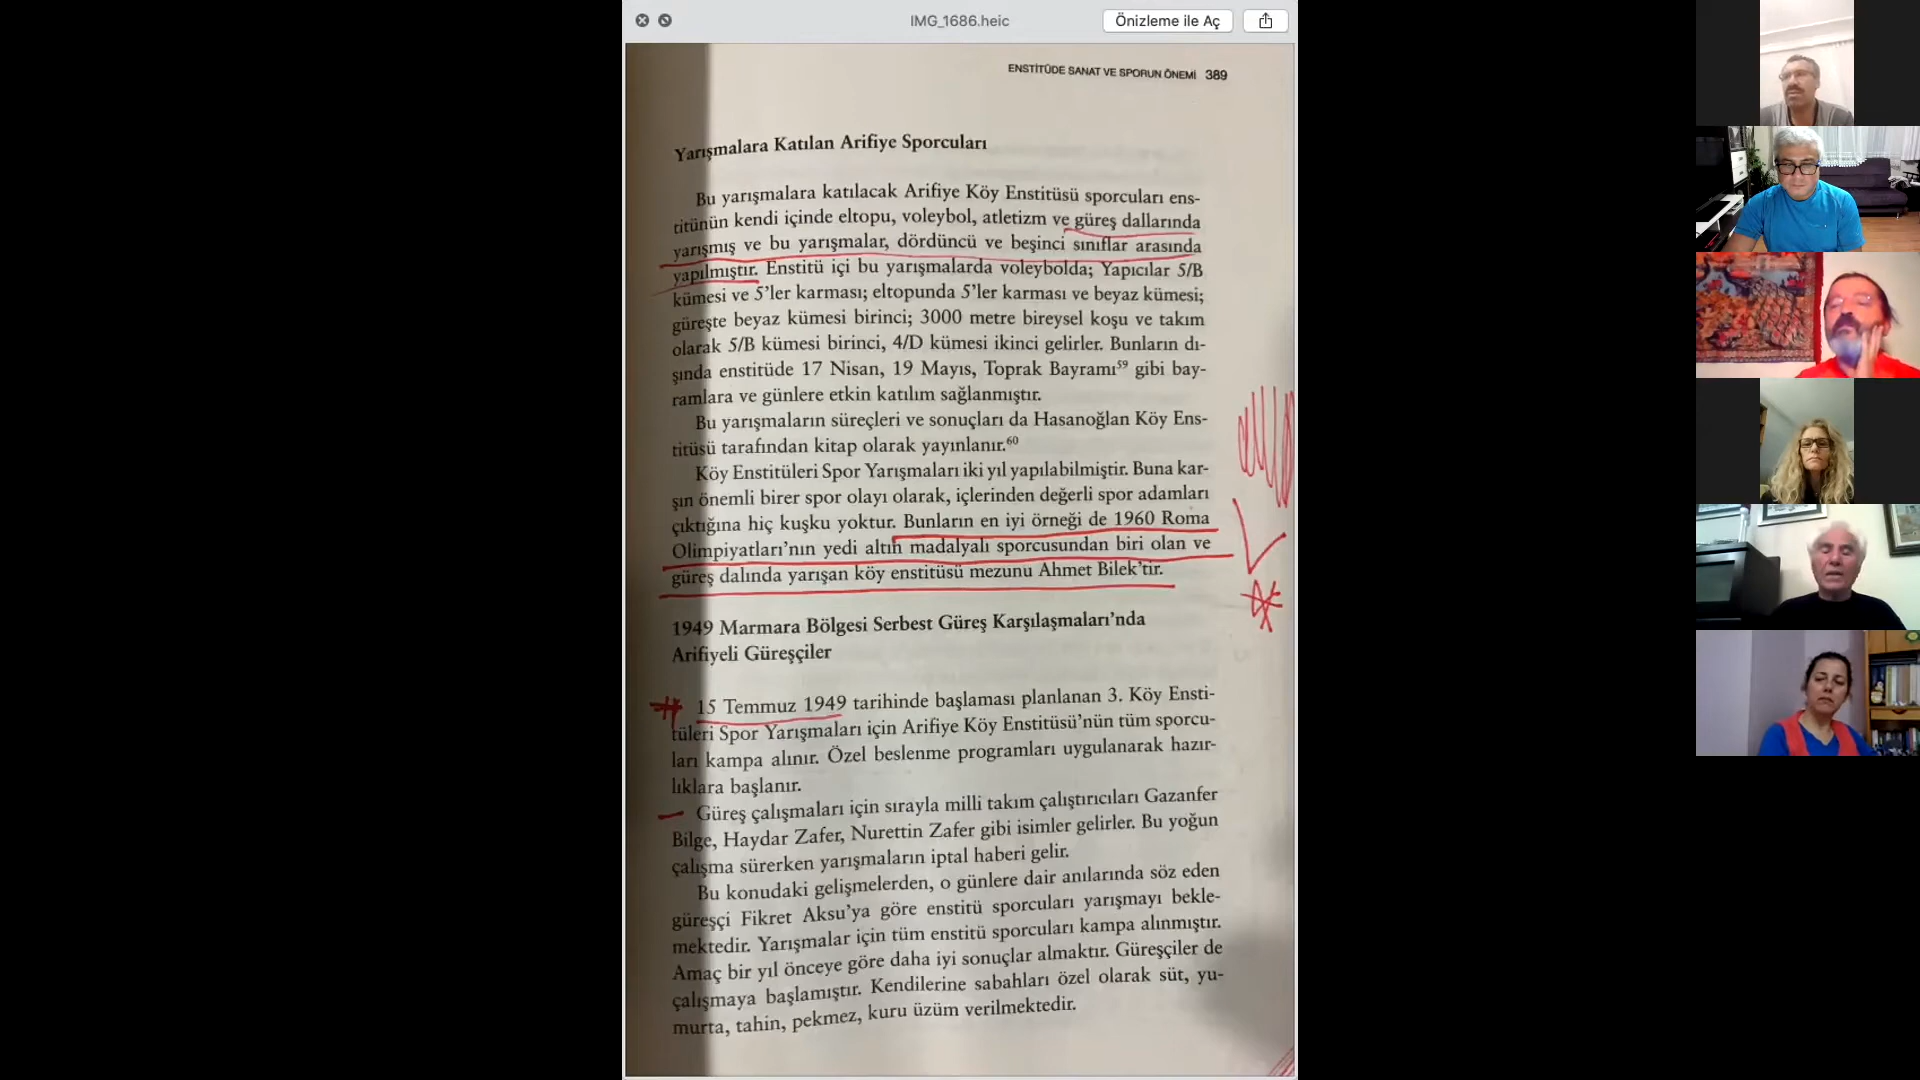 IMG_1686.heic
Önizleme ile Aç
ENSTİTÜDE SANAT VE SPORUN ÖNEMİ 389
Yarışmalara Katılan Arifiye Sporcuları
Bu yarışmalara katılacak Arifiye Köy Enstitüsü sporcuları ens-
titünün kendi içinde eltopu, voleybol, atletizm ve güreş dallarında
yarışmış ve bu yarışmalar, dördüncü ve beşinci sınıflar arasında
yapılmıştır. Enstitü içi bu yarışmalarda voleybolda; Yapıcılar 5/B
kümesi ve 5'ler karması; eltopunda 5'ler karması ve beyaz kümesi;
güreşte beyaz kümesi birinci; 3000 metre bireysel koşu ve takım
olarak 5/B kümesi birinci, 4/D kümesi ikinci gelirler. Bunların dı-
şında enstitüde 17 Nisan, 19 Mayıs, Toprak Bayramı⁵⁹ gibi bay-
ramlara ve günlere etkin katılım sağlanmıştır.
Bu yarışmaların süreçleri ve sonuçları da Hasanoğlan Köy Ens-
titüsü tarafından kitap olarak yayınlanır.⁶⁰
Köy Enstitüleri Spor Yarışmaları iki yıl yapılabilmiştir. Buna kar-
şın önemli birer spor olayı olarak, içlerinden değerli spor adamları
çıktığına hiç kuşku yoktur. Bunların en iyi örneği de 1960 Roma
Olimpiyatları'nın yedi altın madalyalı sporcusundan biri olan ve
güreş dalında yarışan köy enstitüsü mezunu Ahmet Bilek'tir.
1949 Marmara Bölgesi Serbest Güreş Karşılaşmaları'nda
Arifiyeli Güreşçiler
15 Temmuz 1949 tarihinde başlaması planlanan 3. Köy Ensti-
tüleri Spor Yarışmaları için Arifiye Köy Enstitüsü'nün tüm sporcu-
ları kampa alınır. Özel beslenme programları uygulanarak hazır-
lıklara başlanır.
Güreş çalışmaları için sırayla milli takım çalıştırıcıları Gazanfer
Bilge, Haydar Zafer, Nurettin Zafer gibi isimler gelirler. Bu yoğun
çalışma sürerken yarışmaların iptal haberi gelir.
Bu konudaki gelişmelerden, o günlere dair anılarında söz eden
güreşçi Fikret Aksu'ya göre enstitü sporcuları yarışmayı bekle-
mektedir. Yarışmalar için tüm enstitü sporcuları kampa alınmıştır.
Amaç bir yıl önceye göre daha iyi sonuçlar almaktır. Güreşçiler de
çalışmaya başlamıştır. Kendilerine sabahları özel olarak süt, yu-
murta, tahin, pekmez, kuru üzüm verilmektedir.